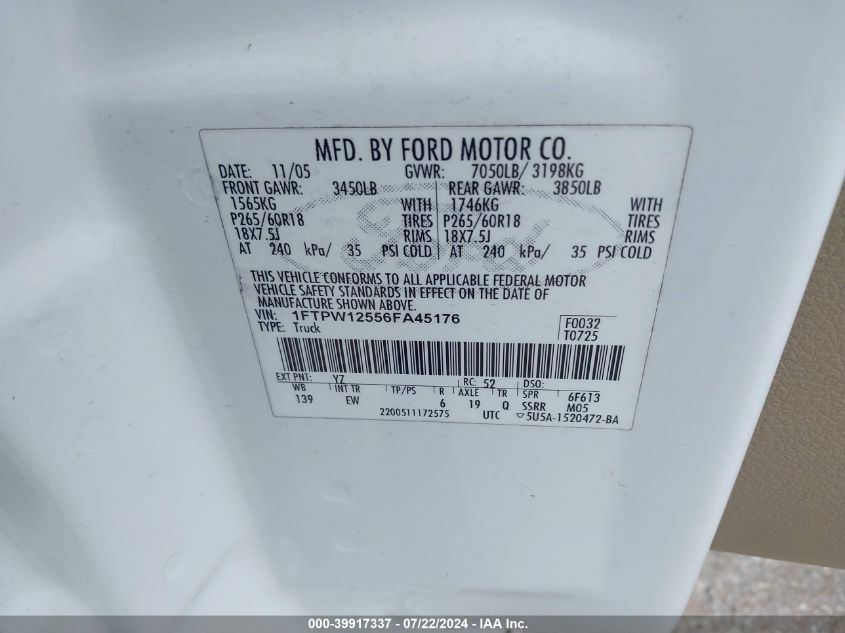 MFD. BY FORD MOTOR CO.
DATE: 11/05 GVWR: 7050LB/ 3198KG
FRONT GAWR: 3450LB REAR GAWR: 3850LB
1565KG WITH 1746KG WITH
P265/60R18 TIRES P265/60R18 TIRES
18X7.5J RIMS 18X7.5J RIMS
AT 240 kPa/ 35 PSI COLD AT 240 kPa/ 35 PSI COLD
THIS VEHICLE CONFORMS TO ALL APPLICABLE FEDERAL MOTOR
VEHICLE SAFETY STANDARDS IN EFFECT ON THE DATE OF
MANUFACTURE SHOWN ABOVE.
VIN: 1FTPW12556FA45176
TYPE: Truck
F0032
T0725
EXT PNT: YZ RC: 52 DSO:
WB INT TR TP/PS R AXLE TR SPR 6F6T3
139 EW 6 19 Q SSRR M05
2200511172575 UTC ▽5U5A-1520472-BA
Ford
000-39917337 - 07/22/2024 - IAA Inc.